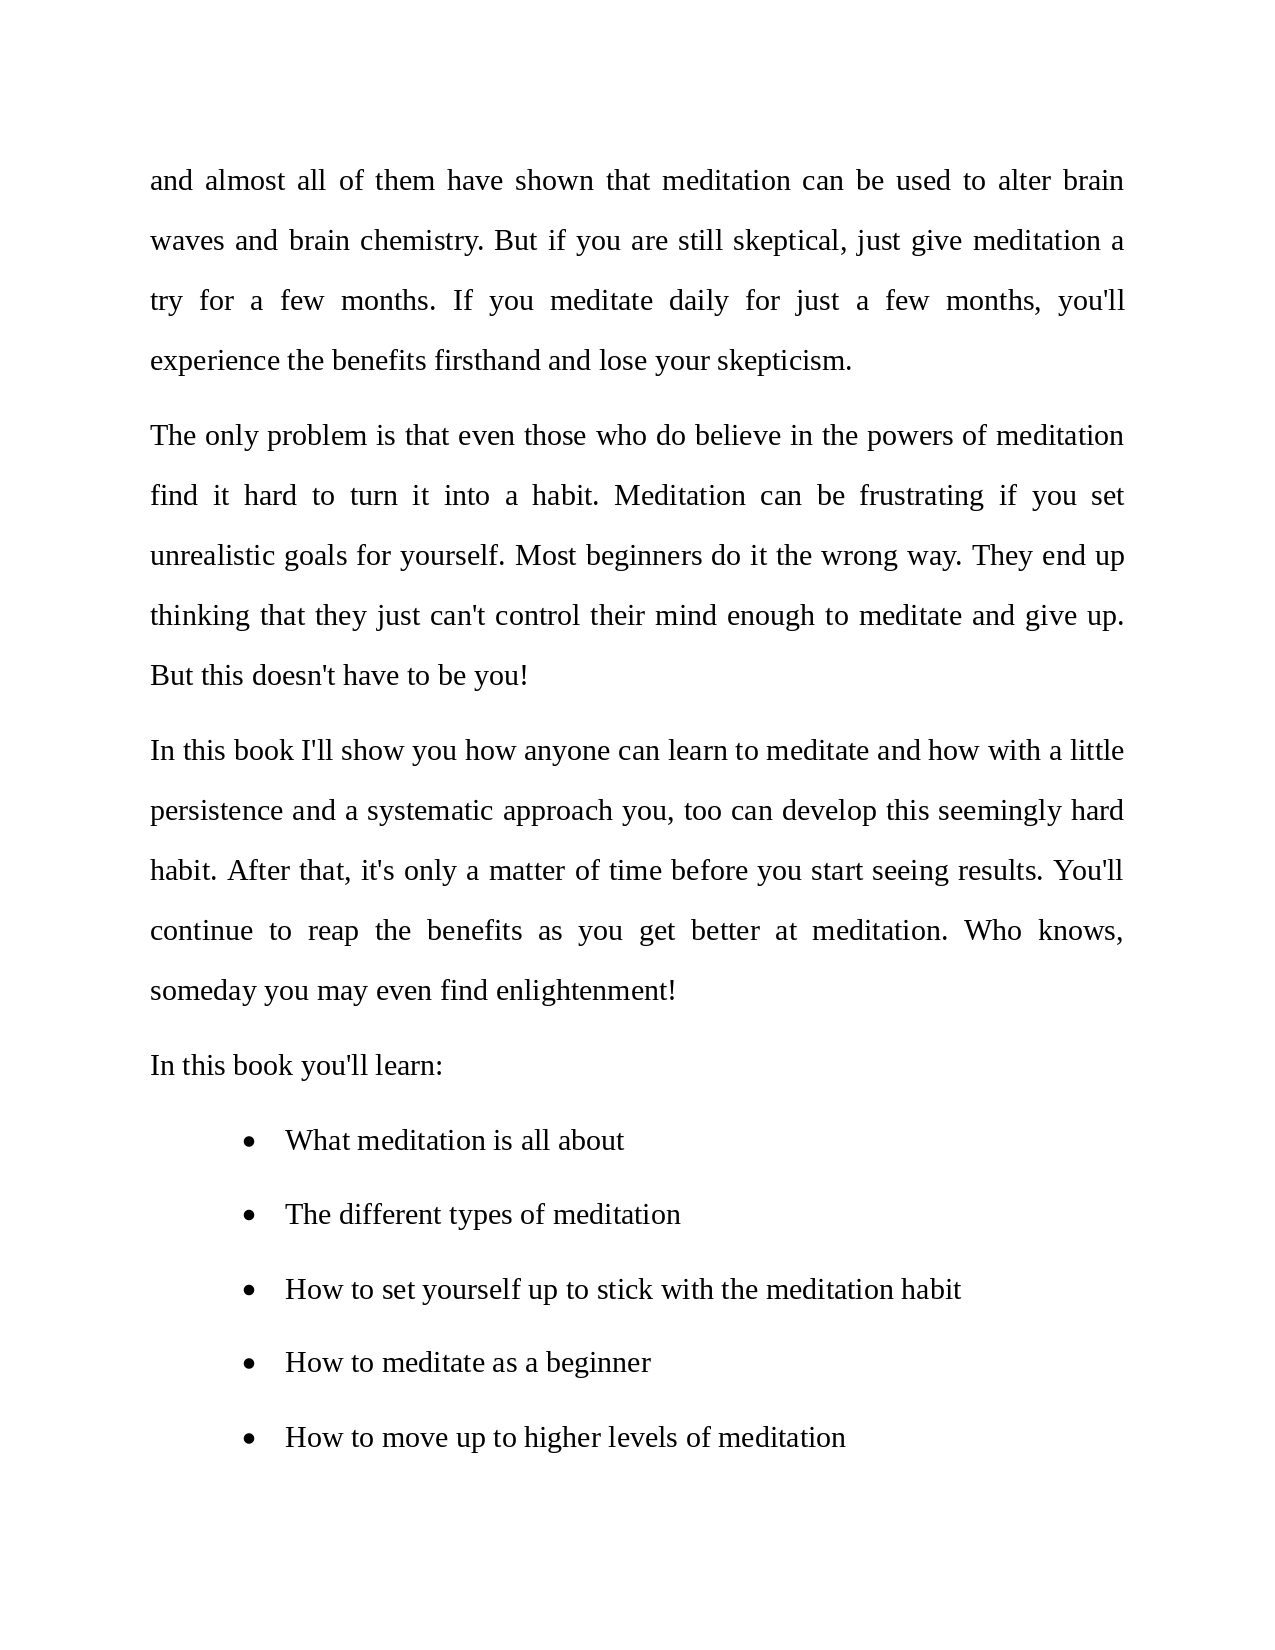 and almost all of them have shown that meditation can be used to alter brain
waves and brain chemistry. But if you are still skeptical, just give meditation a
try for a few months. If you meditate daily for just a few months, you'll
experience the benefits firsthand and lose your skepticism.
The only problem is that even those who do believe in the powers of meditation
find it hard to turn it into a habit. Meditation can be frustrating if you set
unrealistic goals for yourself. Most beginners do it the wrong way. They end up
thinking that they just can't control their mind enough to meditate and give up.
But this doesn't have to be you!
In this book I'll show you how anyone can learn to meditate and how with a little
persistence and a systematic approach you, too can develop this seemingly hard
habit. After that, it's only a matter of time before you start seeing results. You'll
continue to reap the benefits as you get better at meditation. Who knows,
someday you may even find enlightenment!
In this book you'll learn:
• What meditation is all about
• The different types of meditation
• How to set yourself up to stick with the meditation habit
• How to meditate as a beginner
• How to move up to higher levels of meditation